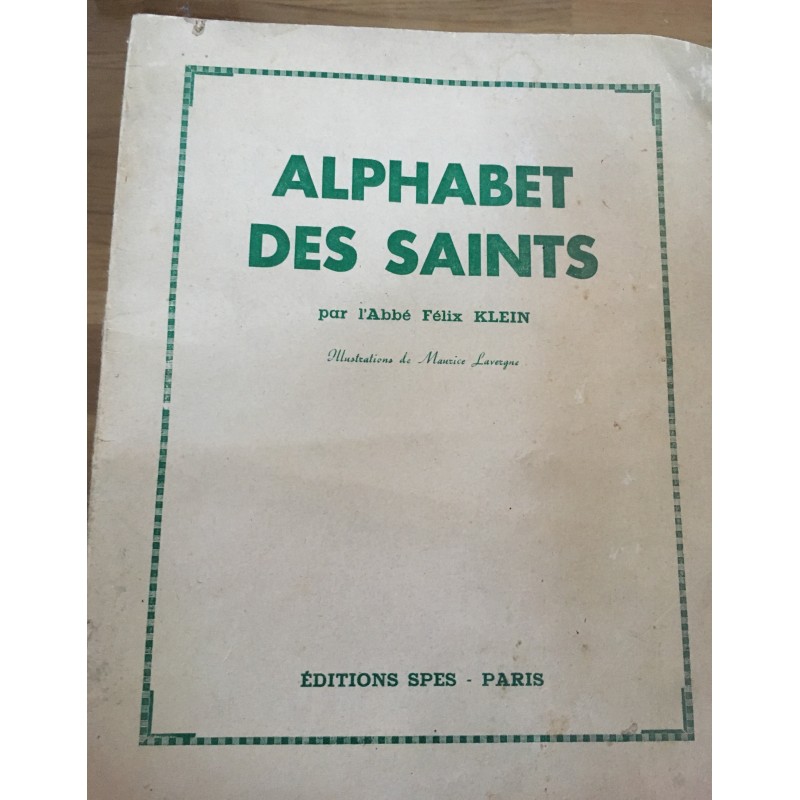 ALPHABET
DES SAINTS
par l'Abbé Félix KLEIN
Illustrations de Maurice Lavergne
ÉDITIONS SPES - PARIS